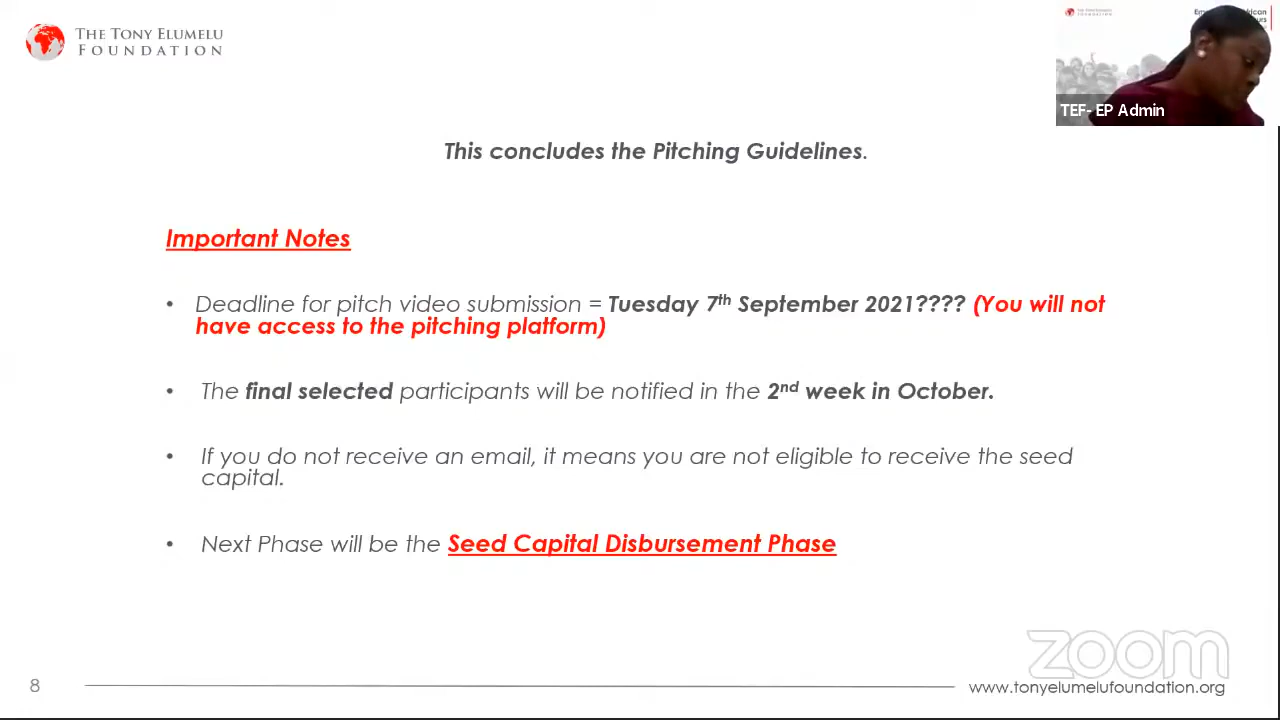 THE TONY ELUMELU
FOUNDATION
TEF- EP Admin
This concludes the Pitching Guidelines.
Important Notes
• Deadline for pitch video submission = Tuesday 7th September 2021???? (You will not
have access to the pitching platform)
• The final selected participants will be notified in the 2nd week in October.
• If you do not receive an email, it means you are not eligible to receive the seed
capital.
• Next Phase will be the Seed Capital Disbursement Phase
zoom
8
www.tonyelumelufoundation.org